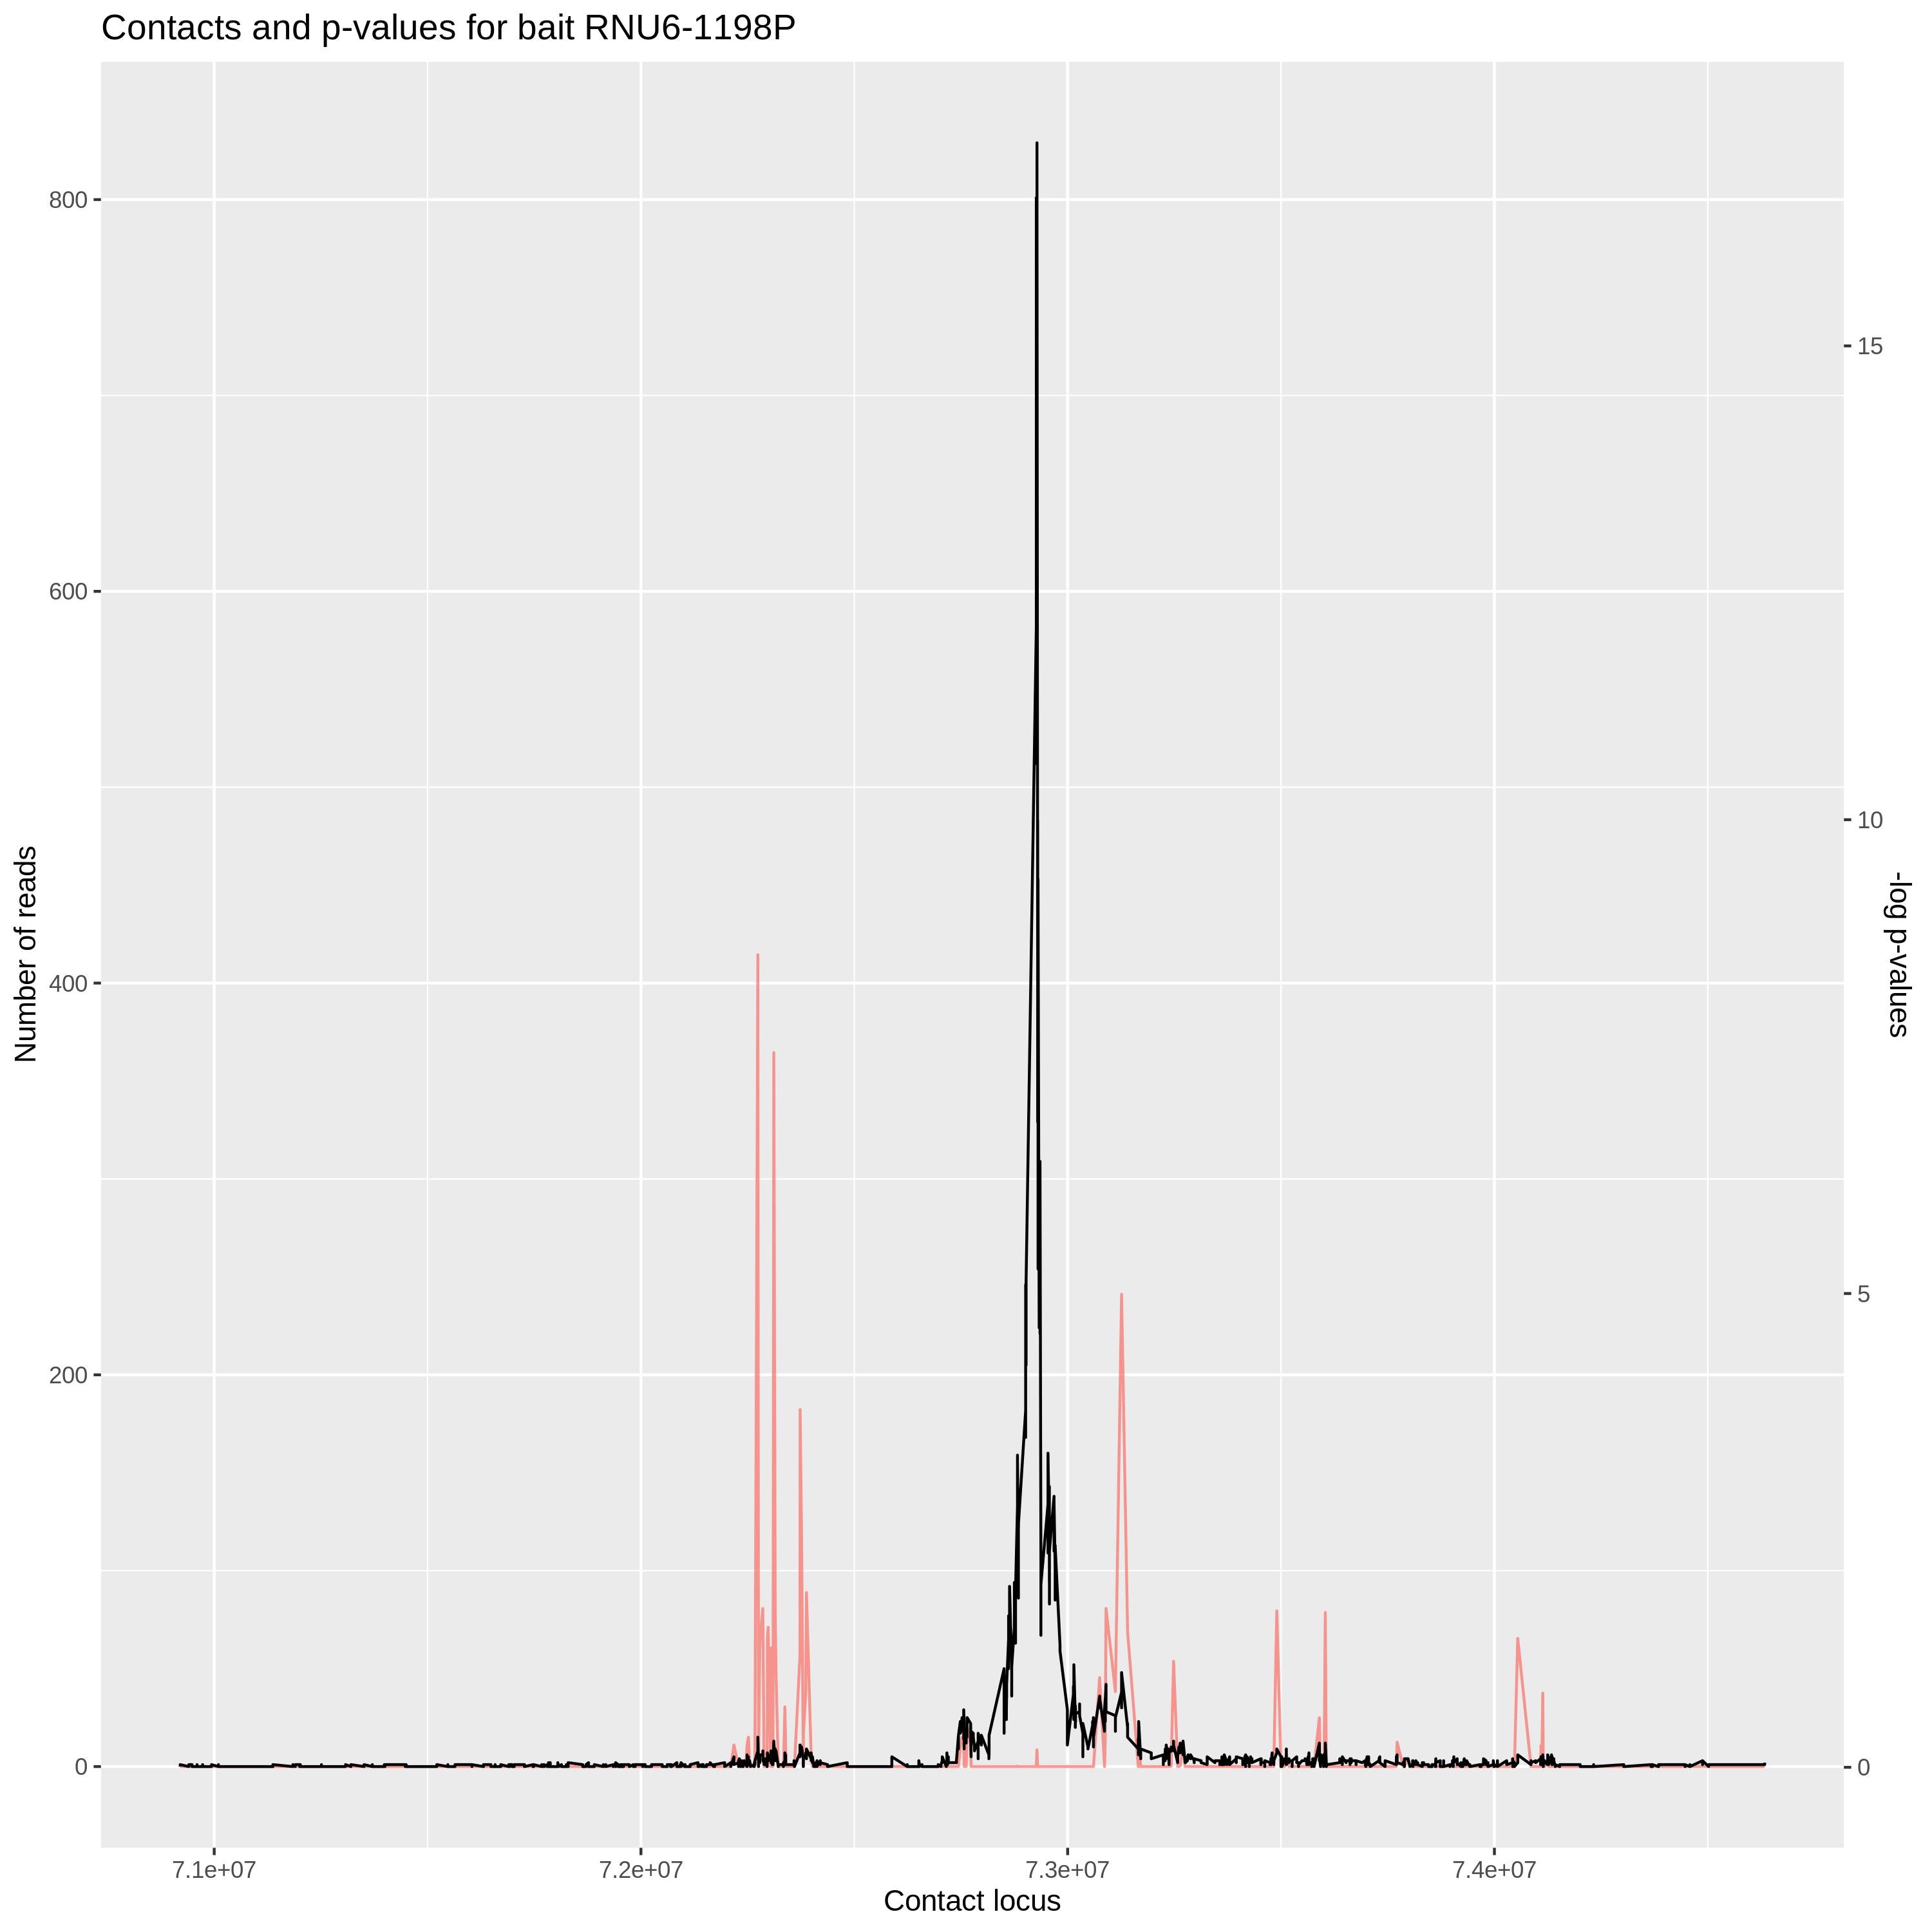 Contacts and p-values for bait RNU6-1198P
800
600
400
200
0
15
10
5
0
Number of reads
-log p-values
7.1e+07 7.2e+07 7.3e+07 7.4e+07
Contact locus